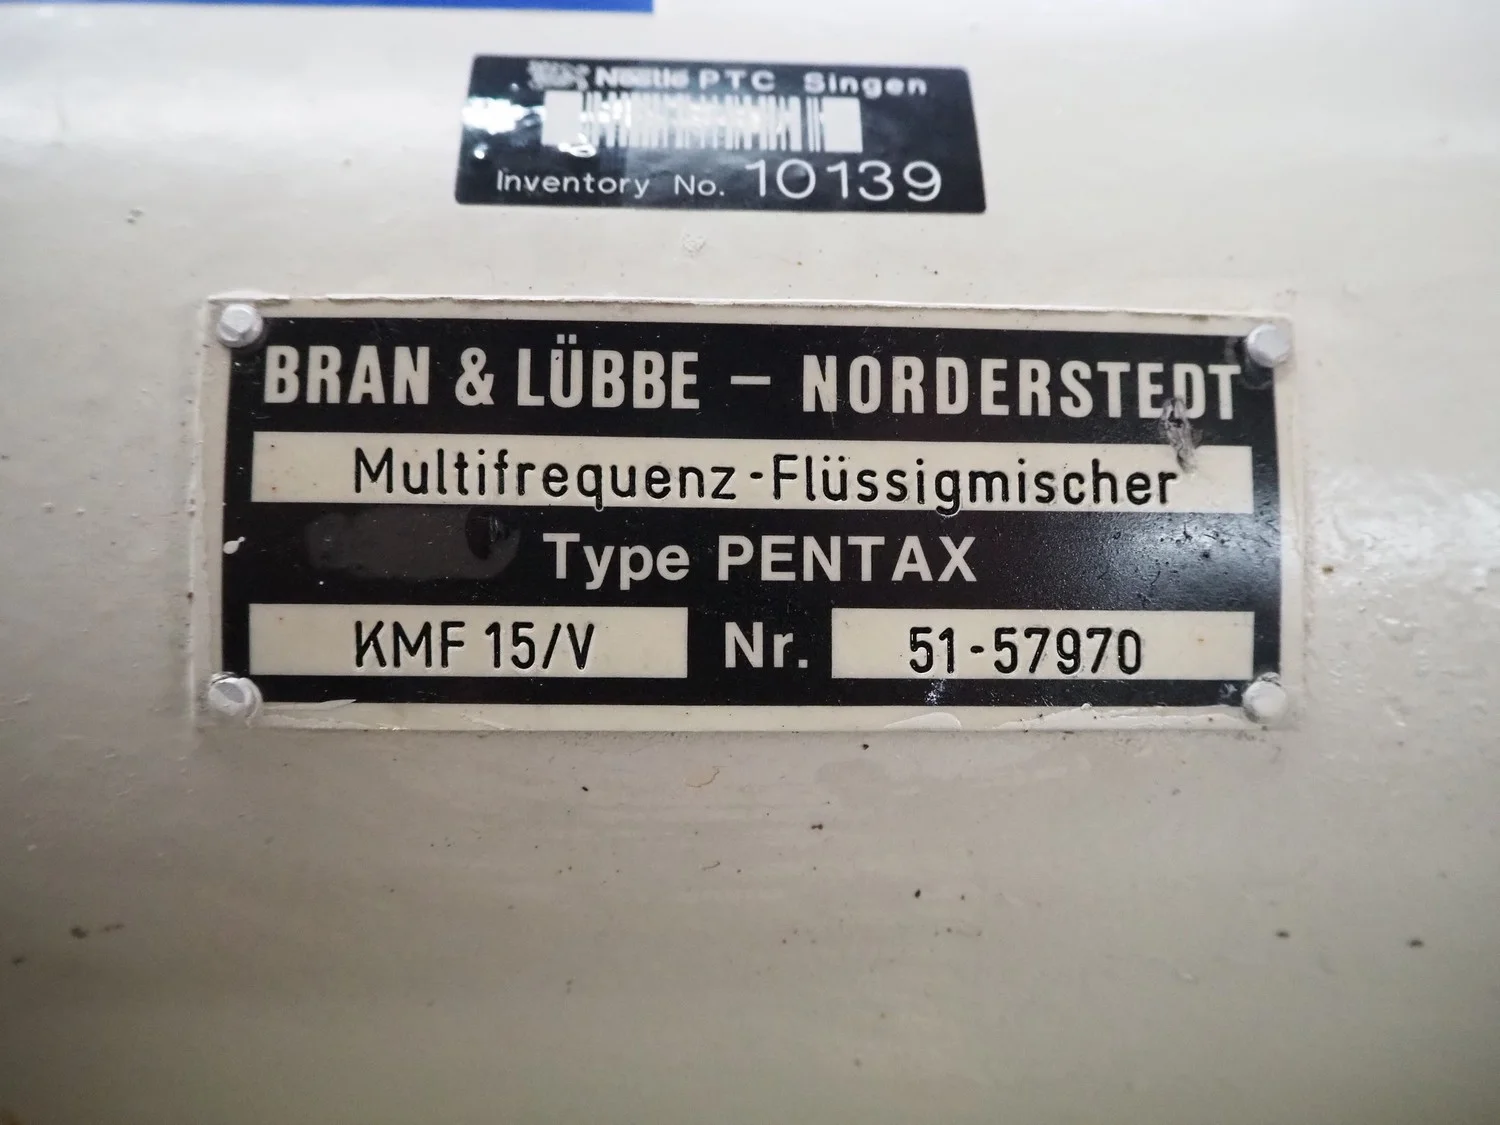 Nestlé PTC Singen
Inventory No. 10139
BRAN & LÜBBE – NORDERSTEDT
Multifrequenz-Flüssigmischer
Type PENTAX
KMF 15/V Nr. 51-57970